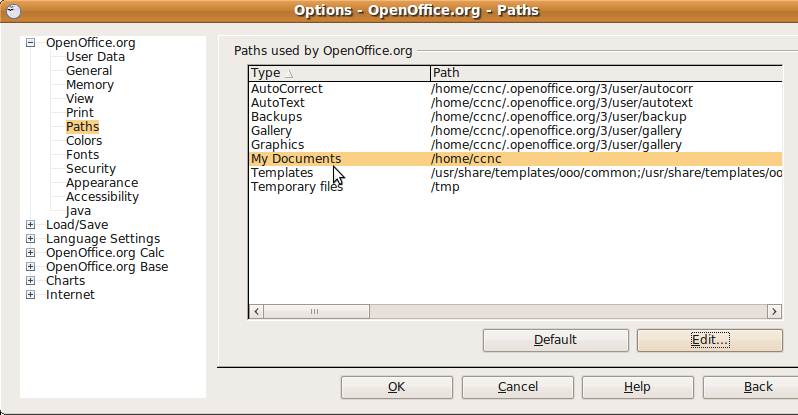 Options - OpenOffice.org - Paths
OpenOffice.org
User Data
General
Memory
View
Print
Paths
Colors
Fonts
Security
Appearance
Accessibility
Java
Load/Save
Language Settings
OpenOffice.org Calc
OpenOffice.org Base
Charts
Internet
Paths used by OpenOffice.org
Type Path
AutoCorrect /home/ccnc/.openoffice.org/3/user/autocorr
AutoText /home/ccnc/.openoffice.org/3/user/autotext
Backups /home/ccnc/.openoffice.org/3/user/backup
Gallery /home/ccnc/.openoffice.org/3/user/gallery
Graphics /home/ccnc/.openoffice.org/3/user/gallery
My Documents /home/ccnc
Templates /usr/share/templates/ooo/common;/usr/share/templates/oo
Temporary files /tmp
Default Edit...
OK Cancel Help Back